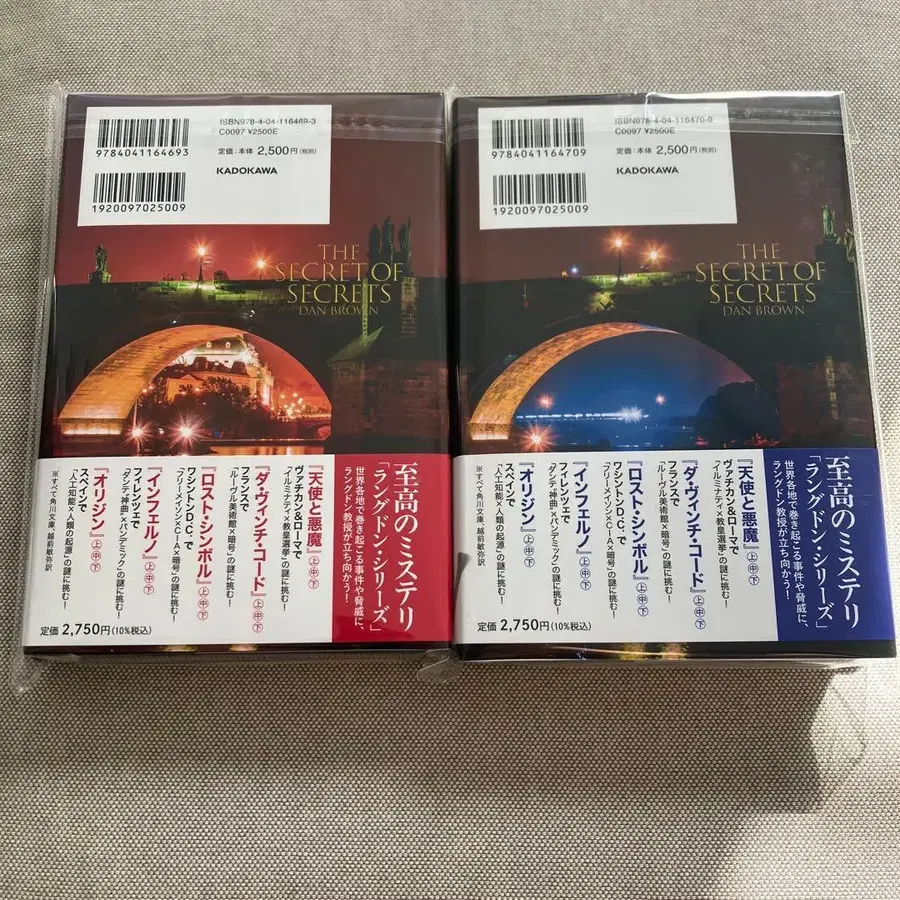 ISBN978-4-04-116469-3
C0097 ¥2500E
定価:本体2,500円(税別)
KADOKAWA
9784041164693
1920097025009
THE
SECRET OF
SECRETS
DAN BROWN
至高のミステリ
「ラングドン・シリーズ」
世界各地で巻き起こる事件や脅威に、
ラングドン教授が立ち向かう!
『天使と悪魔』上中下
ヴァチカン&ローマで
"イルミナティ×教皇選挙"の謎に挑む!
『ダ・ヴィンチ・コード』上中下
フランスで
"ルーヴル美術館×暗号"の謎に挑む!
『ロスト・シンボル』上中下
ワシントンD.C.で
"フリーメイソン×CIA×暗号"の謎に挑む!
『インフェルノ』上中下
フィレンツェで
"ダンテ『神曲』×パンデミック"の謎に挑む!
『オリジン』上中下
スペインで
"人工知能×人類の起源"の謎に挑む!
※すべて角川文庫、越前敏弥訳
定価 2,750円(10%税込)
ISBN978-4-04-116470-9
C0097 ¥2500E
定価:本体2,500円(税別)
KADOKAWA
9784041164709
1920097025009
THE
SECRET OF
SECRETS
DAN BROWN
至高のミステリ
「ラングドン・シリーズ」
世界各地で巻き起こる事件や脅威に、
ラングドン教授が立ち向かう!
『天使と悪魔』上中下
ヴァチカン&ローマで
"イルミナティ×教皇選挙"の謎に挑む!
『ダ・ヴィンチ・コード』上中下
フランスで
"ルーヴル美術館×暗号"の謎に挑む!
『ロスト・シンボル』上中下
ワシントンD.C.で
"フリーメイソン×CIA×暗号"の謎に挑む!
『インフェルノ』上中下
フィレンツェで
"ダンテ『神曲』×パンデミック"の謎に挑む!
『オリジン』上中下
スペインで
"人工知能×人類の起源"の謎に挑む!
※すべて角川文庫、越前敏弥訳
定価 2,750円(10%税込)